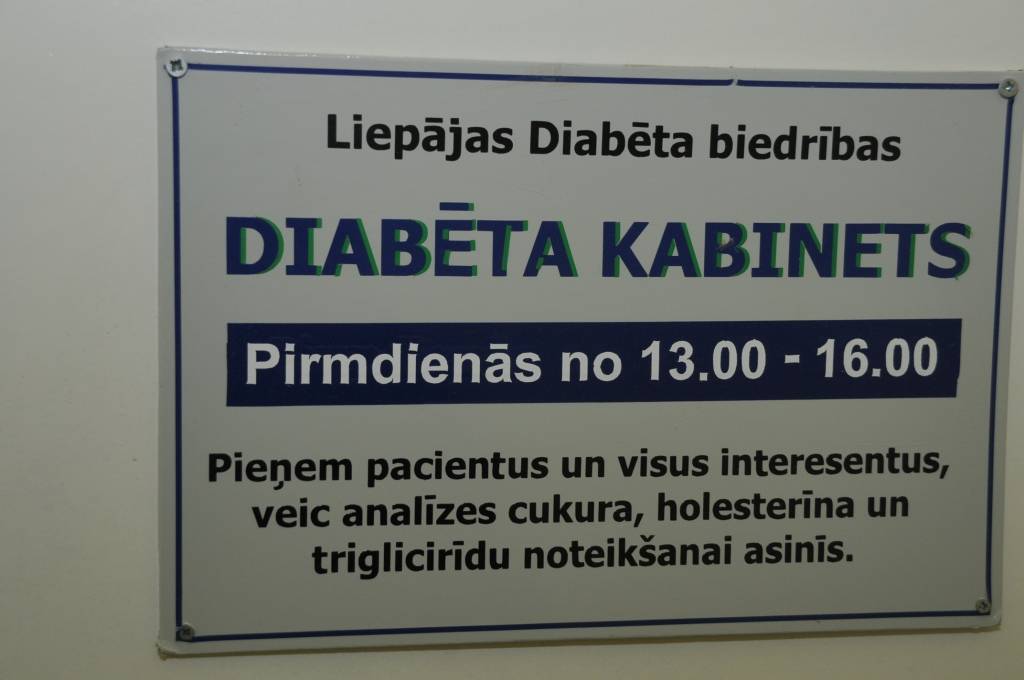 Liepājas Diabēta biedrības
DIABĒTA KABINETS
Pirmdienās no 13.00 - 16.00
Pieņem pacientus un visus interesentus,
veic analīzes cukura, holesterīna un
triglicirīdu noteikšanai asinīs.